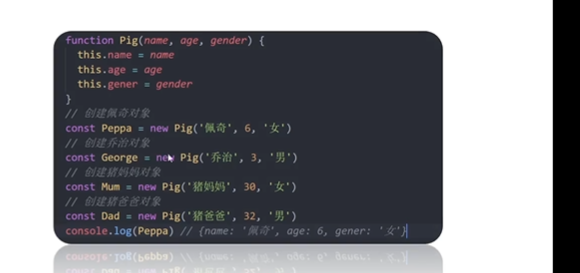 function Pig(name, age, gender) {
this.name = name
this.age = age
this.gener = gender
}
// 创建佩奇对象
const Peppa = new Pig('佩奇', 6, '女')
// 创建乔治对象
const George = new Pig('乔治', 3, '男')
// 创建猪妈妈对象
const Mum = new Pig('猪妈妈', 30, '女')
// 创建猪爸爸对象
const Dad = new Pig('猪爸爸', 32, '男')
console.log(Peppa) // {name: '佩奇', age: 6, gener: '女'}